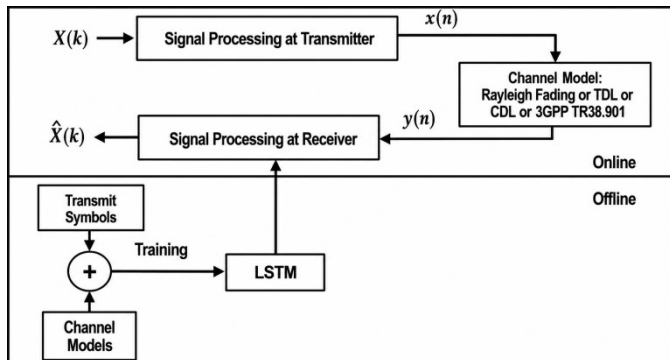 X(k)
Signal Processing at Transmitter
x(n)
Channel Model:
Rayleigh Fading or TDL or
CDL or 3GPP TR38.901
X̂(k)
Signal Processing at Receiver
y(n)
Online
Offline
Transmit
Symbols
Training
+
LSTM
Channel
Models